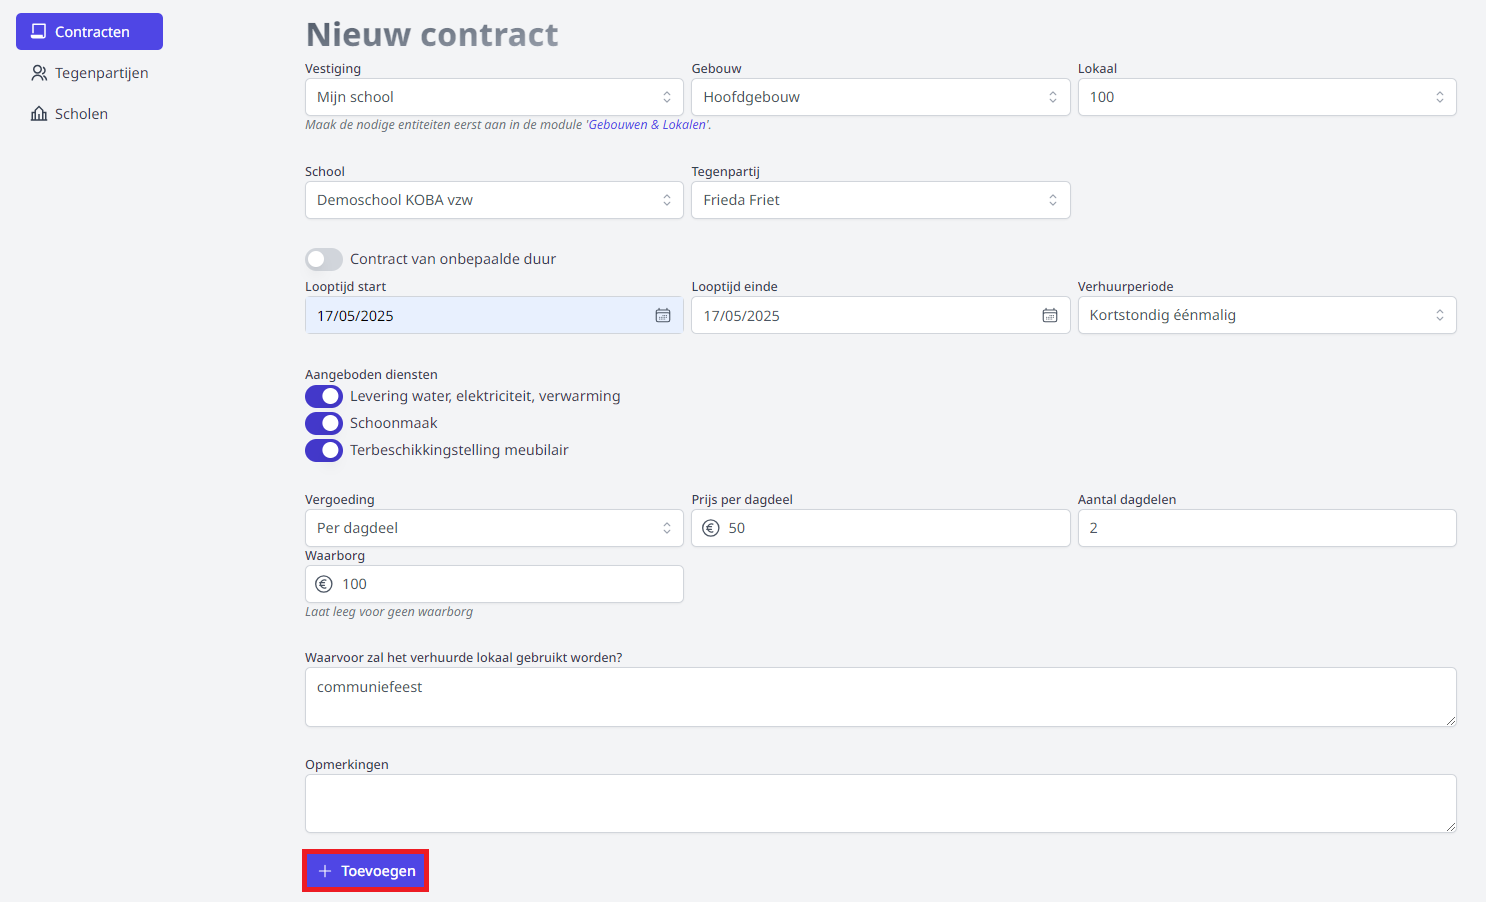 Contracten
Tegenpartijen
Scholen
Nieuw contract
Vestiging Gebouw Lokaal
Mijn school Hoofdgebouw 100
Maak de nodige entiteiten eerst aan in de module 'Gebouwen & Lokalen'.
School Tegenpartij
Demoschool KOBA vzw Frieda Friet
Contract van onbepaalde duur
Looptijd start Looptijd einde Verhuurperiode
17/05/2025 17/05/2025 Kortstondig éénmalig
Aangeboden diensten
Levering water, elektriciteit, verwarming
Schoonmaak
Terbeschikkingstelling meubilair
Vergoeding Prijs per dagdeel Aantal dagdelen
Per dagdeel € 50 2
Waarborg
€ 100
Laat leeg voor geen waarborg
Waarvoor zal het verhuurde lokaal gebruikt worden?
communiefeest
Opmerkingen
+ Toevoegen